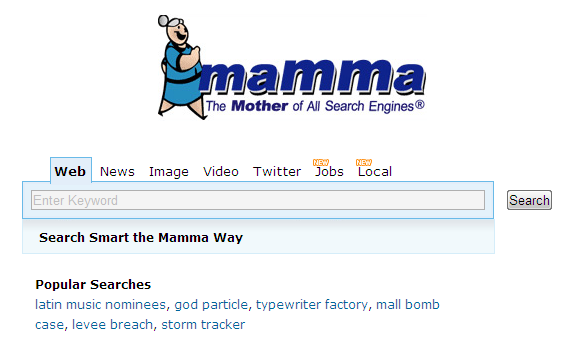 mamma
The Mother of All Search Engines®
NEW NEW
Web News Image Video Twitter Jobs Local
Enter Keyword Search
Search Smart the Mamma Way
Popular Searches
latin music nominees, god particle, typewriter factory, mall bomb
case, levee breach, storm tracker